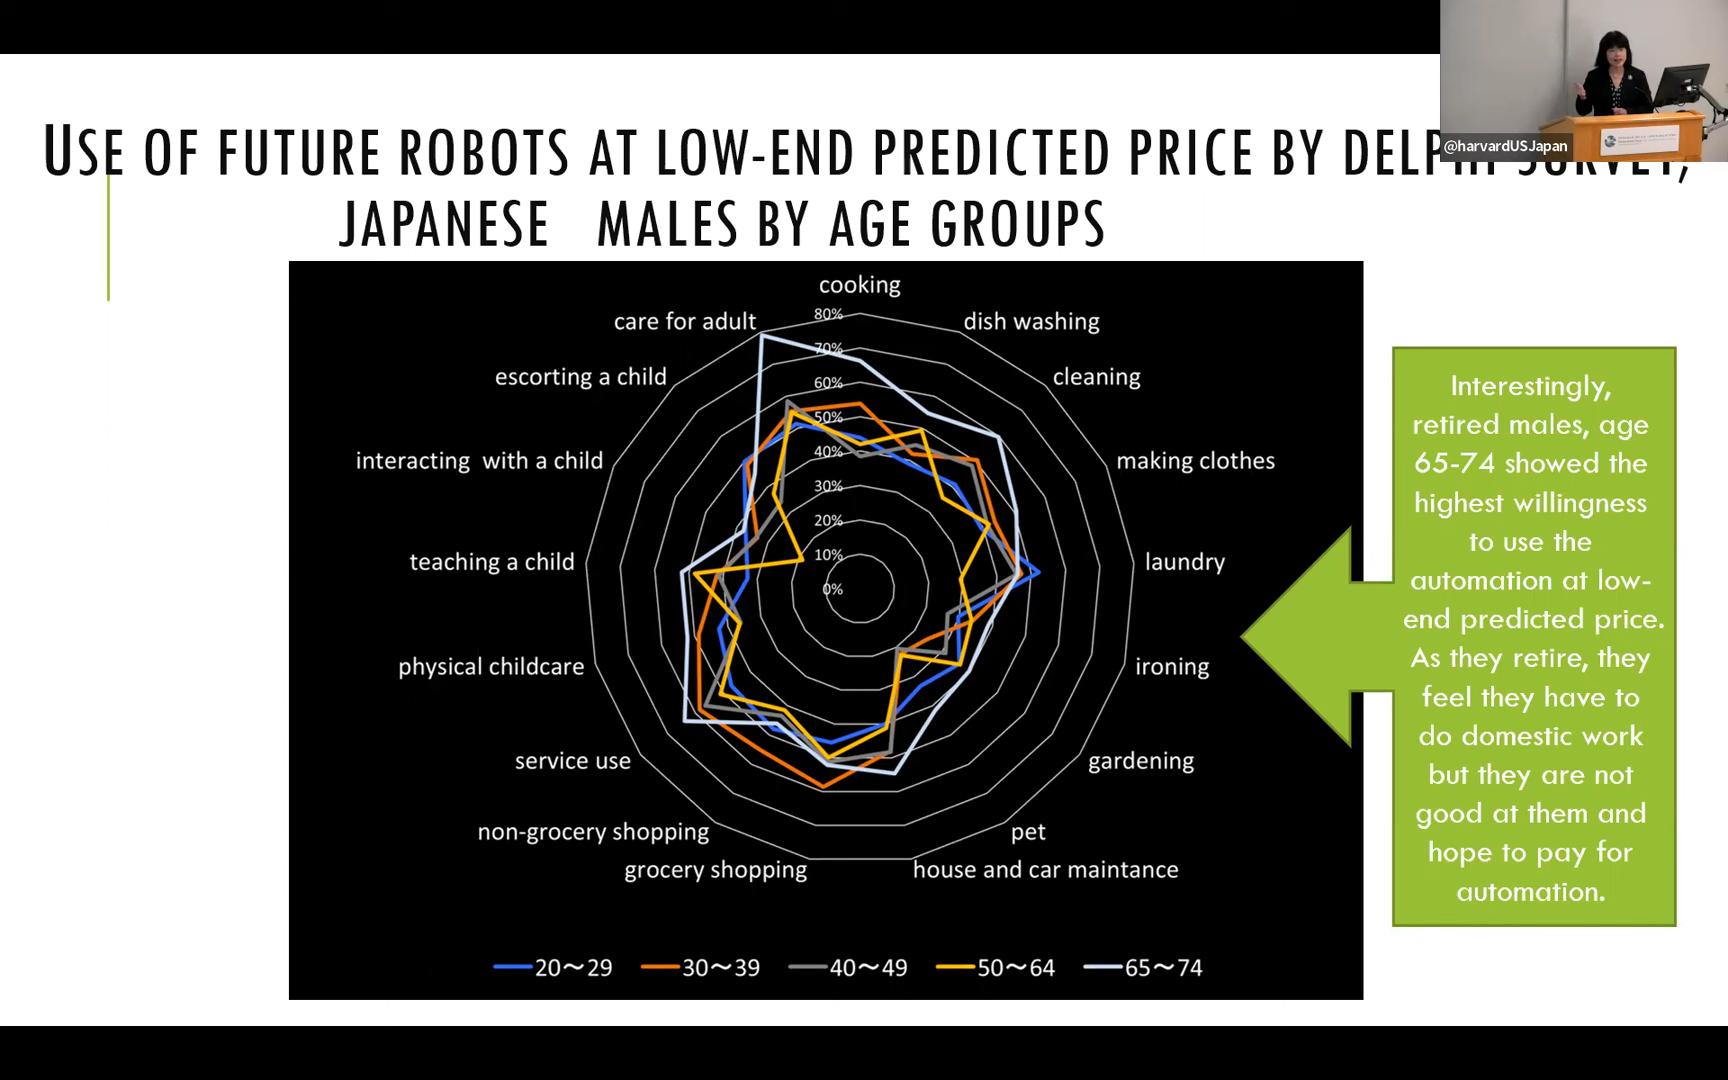 USE OF FUTURE ROBOTS AT LOW-END PREDICTED PRICE BY DELPHI SURVEY,
JAPANESE MALES BY AGE GROUPS
@harvardUSJapan
cooking
dish washing
cleaning
making clothes
laundry
ironing
gardening
pet
house and car maintance
grocery shopping
non-grocery shopping
service use
physical childcare
teaching a child
interacting with a child
escorting a child
care for adult
80%
70%
60%
50%
40%
30%
20%
10%
0%
20～29 30～39 40～49 50～64 65～74
Interestingly,
retired males, age
65-74 showed the
highest willingness
to use the
automation at low-
end predicted price.
As they retire, they
feel they have to
do domestic work
but they are not
good at them and
hope to pay for
automation.